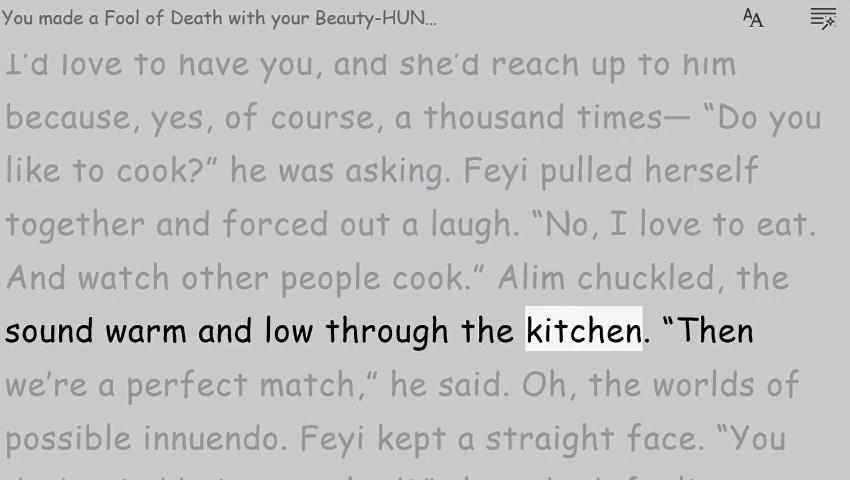 You made a Fool of Death with your Beauty-HUN...
I'd love to have you, and she'd reach up to him
because, yes, of course, a thousand times— “Do you
like to cook?” he was asking. Feyi pulled herself
together and forced out a laugh. “No, I love to eat.
And watch other people cook.” Alim chuckled, the
sound warm and low through the kitchen. “Then
we’re a perfect match,” he said. Oh, the worlds of
possible innuendo. Feyi kept a straight face. “You